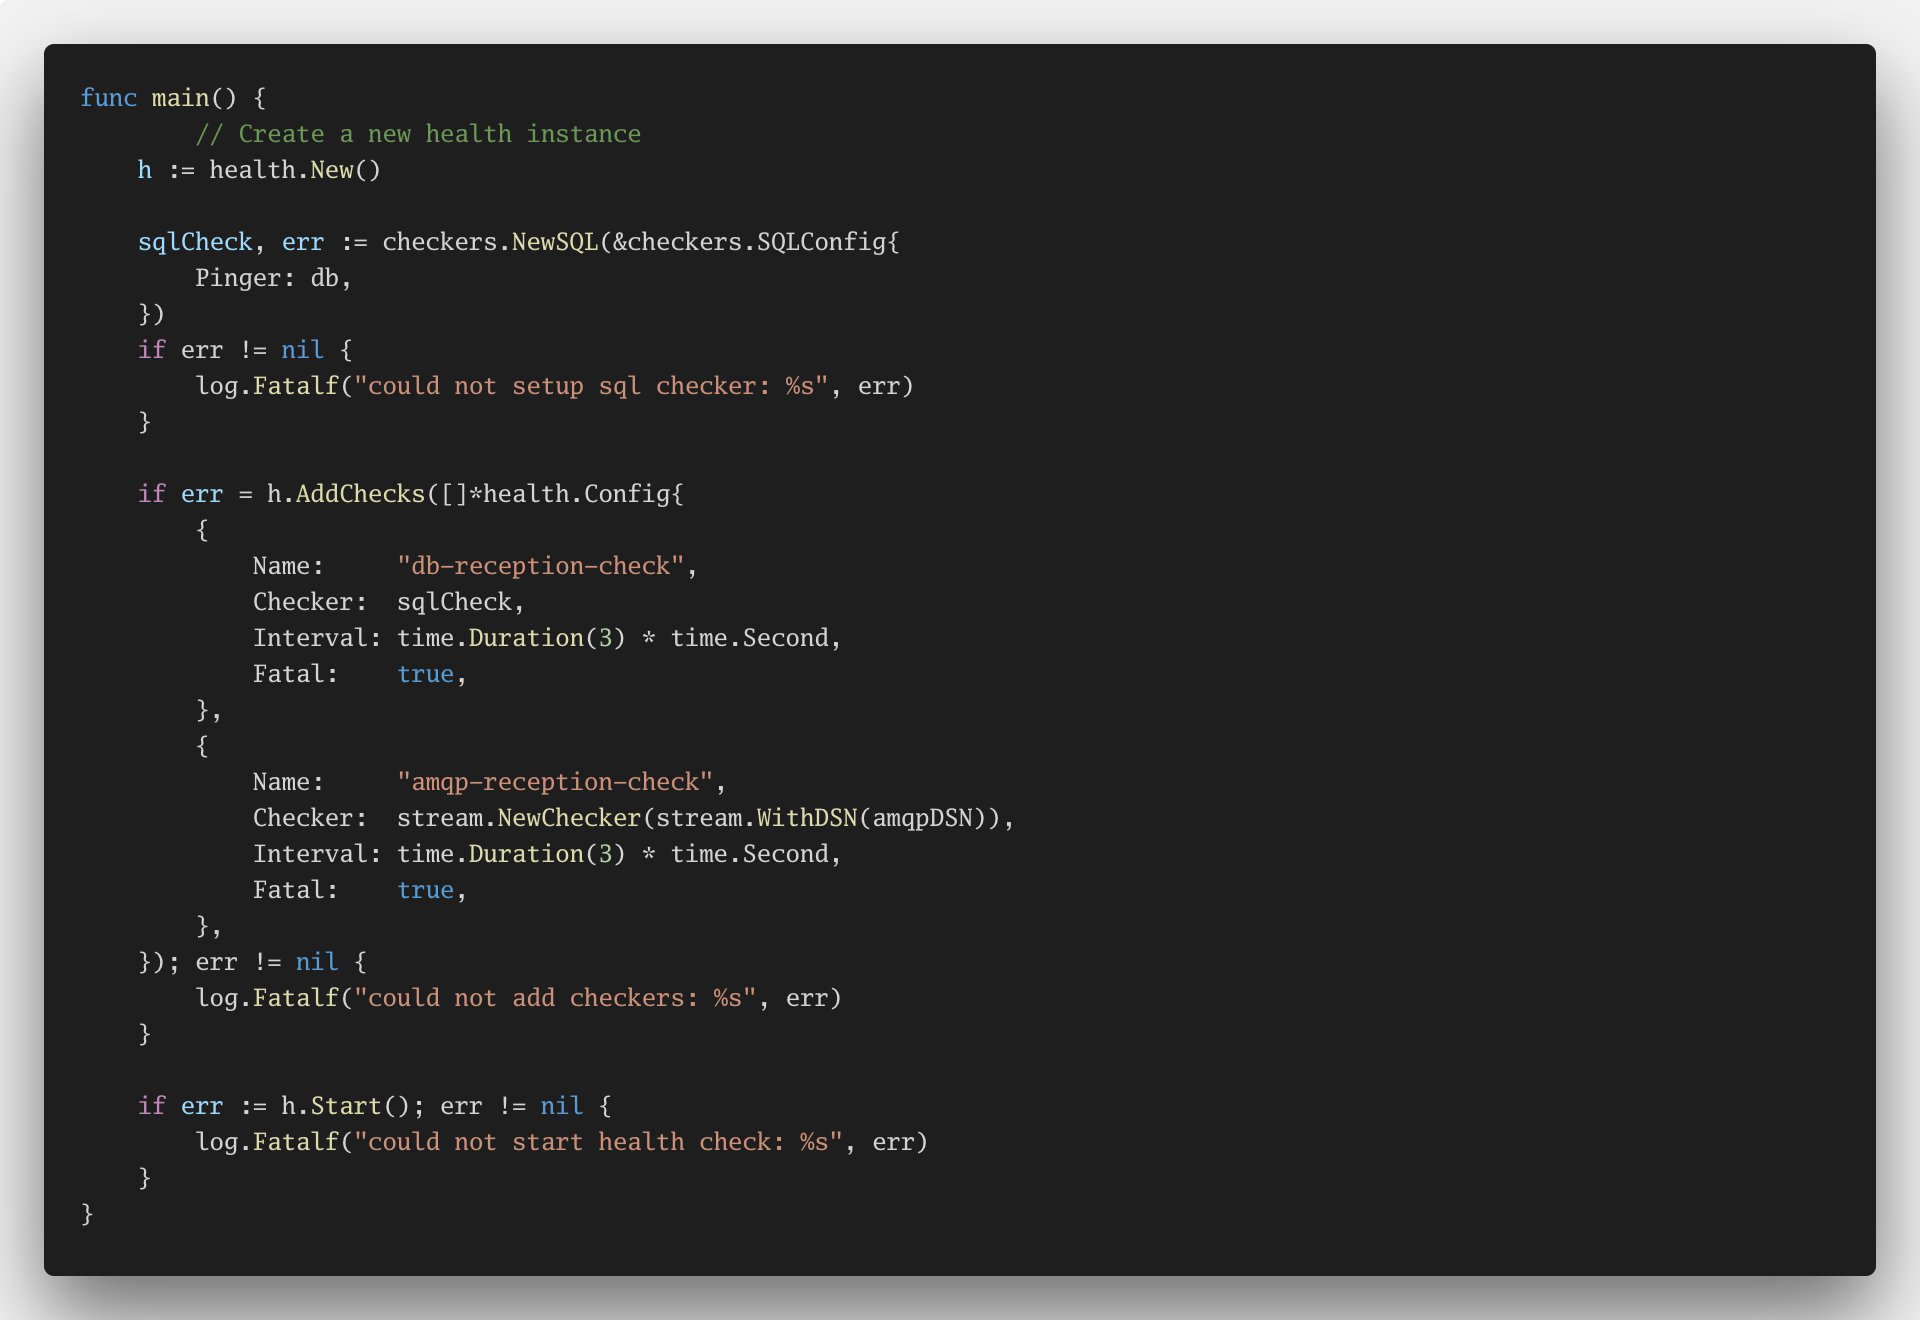 func main() {
        // Create a new health instance
    h := health.New()

    sqlCheck, err := checkers.NewSQL(&checkers.SQLConfig{
        Pinger: db,
    })
    if err != nil {
        log.Fatalf("could not setup sql checker: %s", err)
    }

    if err = h.AddChecks([]*health.Config{
        {
            Name:     "db-reception-check",
            Checker:  sqlCheck,
            Interval: time.Duration(3) * time.Second,
            Fatal:    true,
        },
        {
            Name:     "amqp-reception-check",
            Checker:  stream.NewChecker(stream.WithDSN(amqpDSN)),
            Interval: time.Duration(3) * time.Second,
            Fatal:    true,
        },
    }); err != nil {
        log.Fatalf("could not add checkers: %s", err)
    }

    if err := h.Start(); err != nil {
        log.Fatalf("could not start health check: %s", err)
    }
}